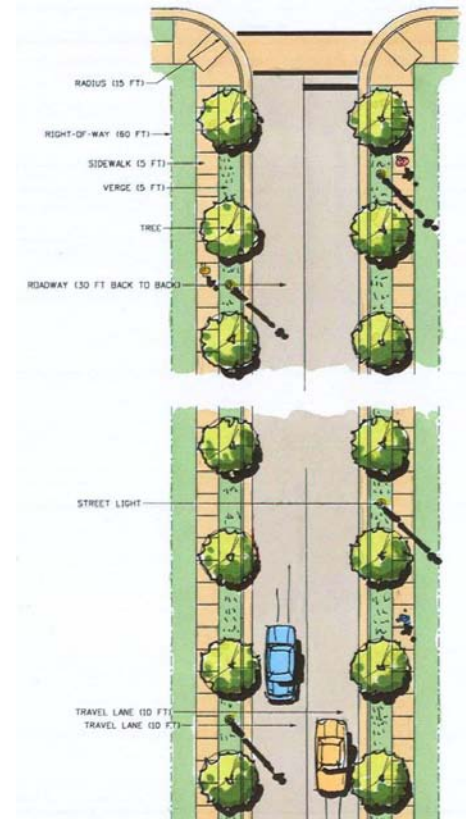 RADIUS (15 FT)
RIGHT-OF-WAY (60 FT)
SIDEWALK (5 FT)
VERGE (5 FT)
TREE
ROADWAY (30 FT BACK TO BACK)
STREET LIGHT
TRAVEL LANE (10 FT)
TRAVEL LANE (10 FT)